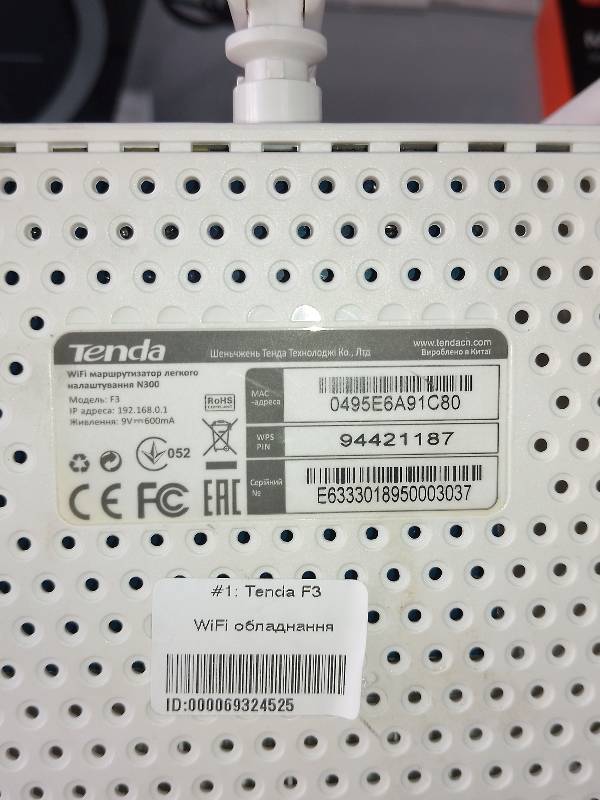 Tenda
Шеньчжень Тенда Технолоджі Ко., Лтд
www.tendacn.com
Вироблено в Китаї
WiFi маршрутизатор легкого
налаштування N300
Модель: F3
IP адреса: 192.168.0.1
Живлення: 9V⎓600mA
RoHS
COMPLIANT
052
CE FC EAC
MAC
-адреса
0495E6A91C80
WPS
PIN
94421187
Серійний
№
E6333018950003037
#1: Tenda F3
WiFi обладнання
ID:000069324525